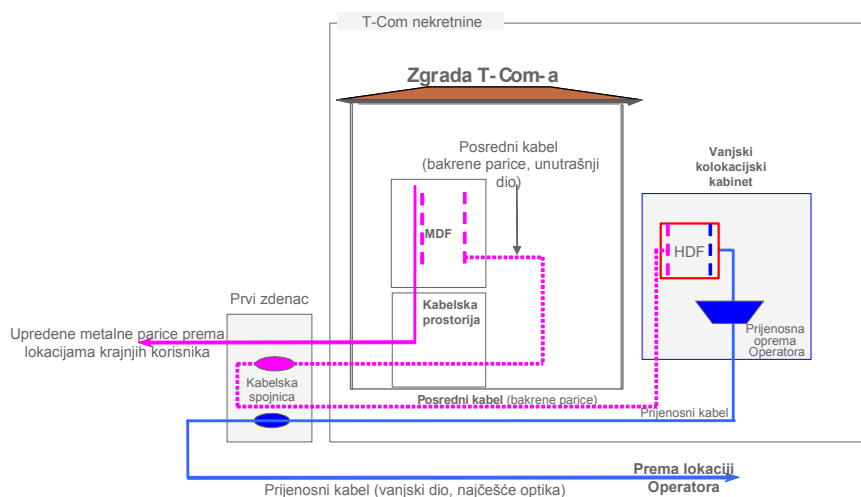 T-Com nekretnine
Zgrada T-Com-a
Posredni kabel
(bakrene parice, unutrašnji
dio)
Vanjski
kolokacijski
kabinet
MDF
HDF
Prvi zdenac
Kabelska
prostorija
Upredene metalne parice prema
lokacijama krajnjih korisnika
Prijenosna
oprema
Operatora
Kabelska
spojnica
Posredni kabel (bakrene parice)
Prijenosni kabel
Prema lokaciji
Operatora
Prijenosni kabel (vanjski dio, najčešće optika)